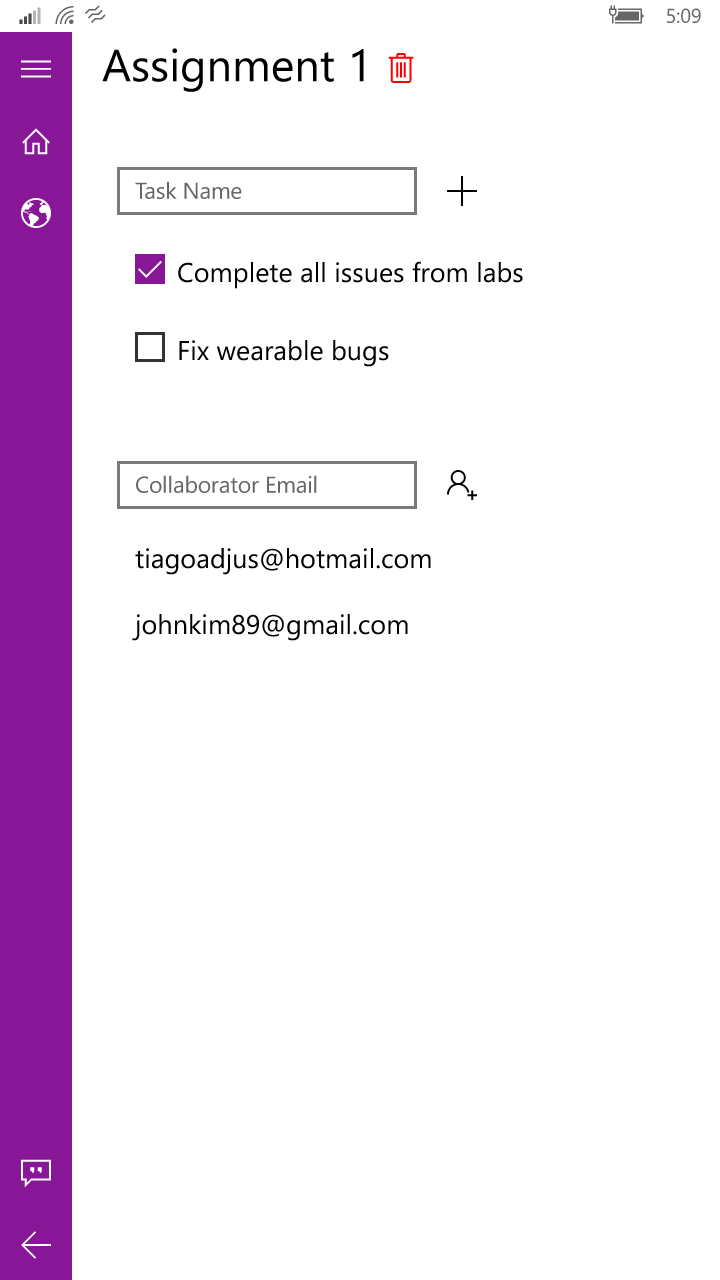 5:09
Assignment 1
Task Name
Complete all issues from labs
Fix wearable bugs
Collaborator Email
tiagoadjus@hotmail.com
johnkim89@gmail.com